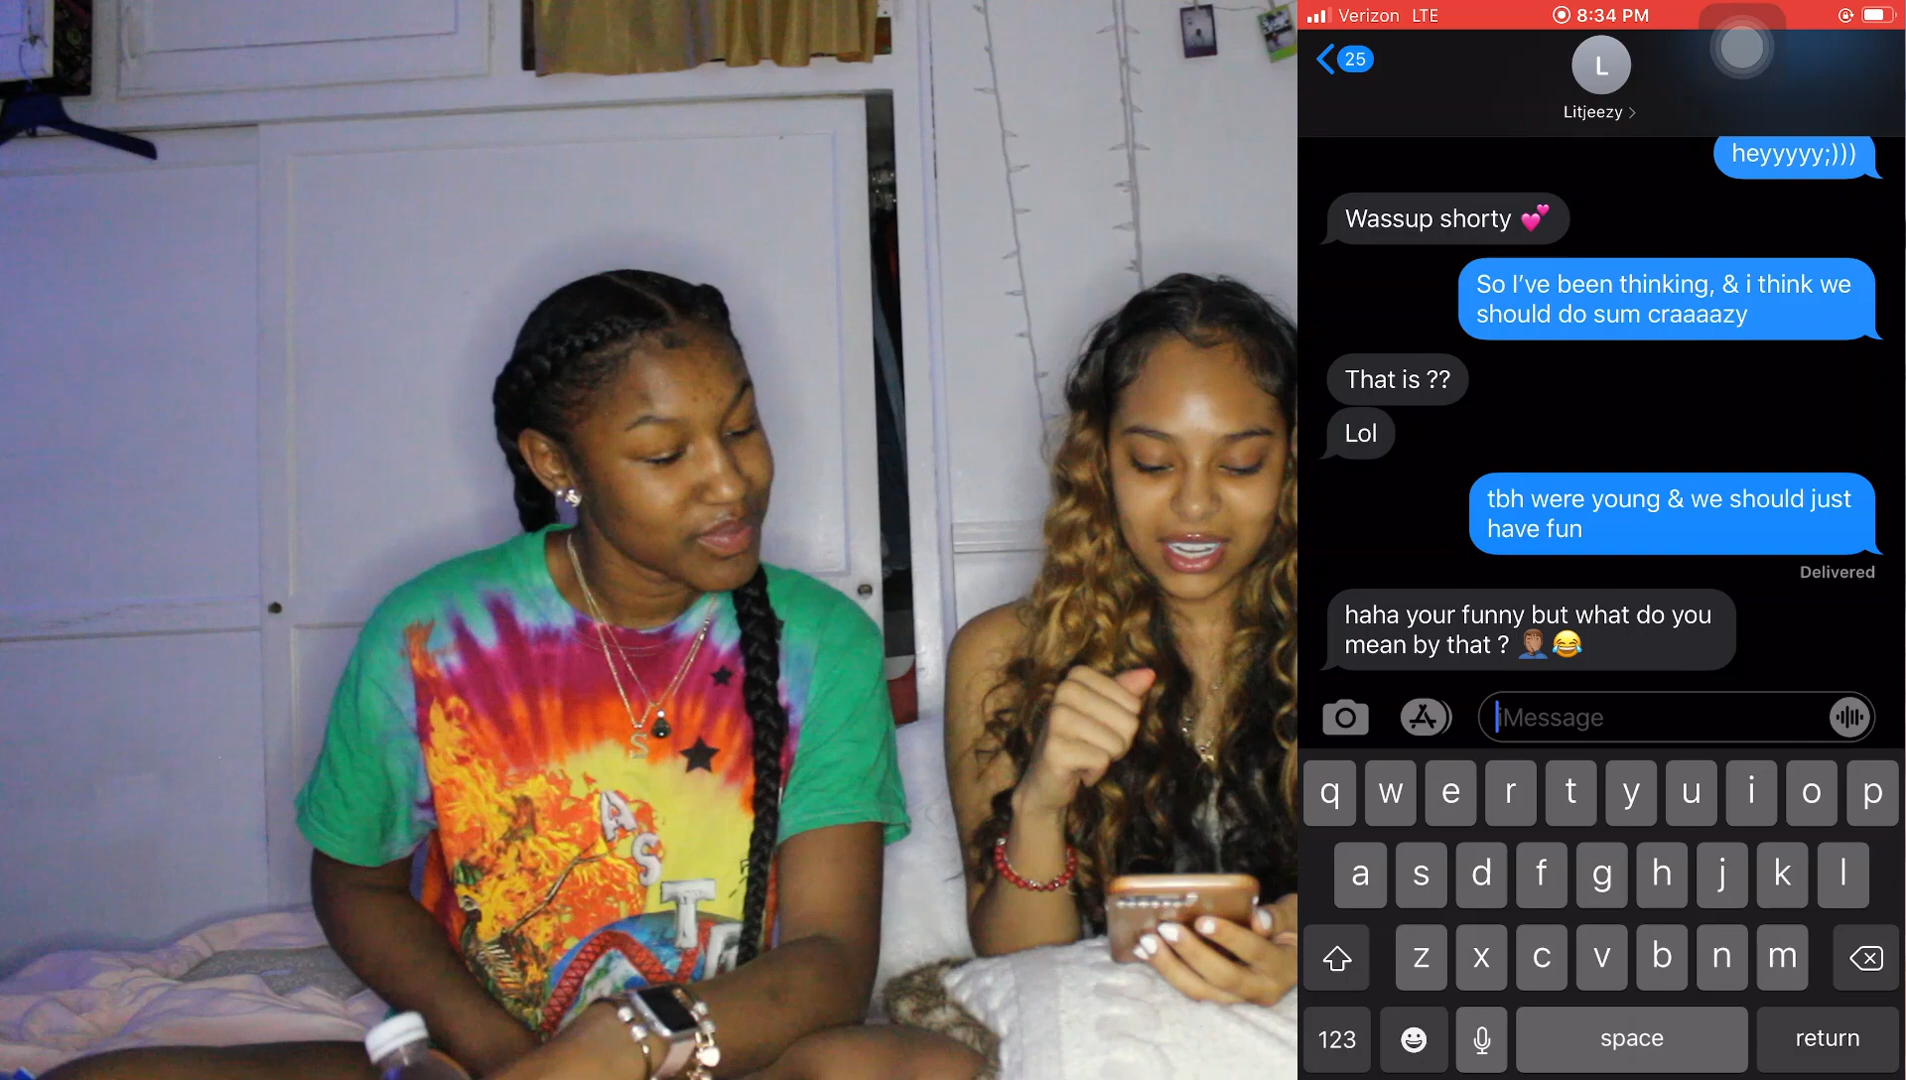 Verizon LTE
8:34 PM
25
L
Litjeezy
heyyyyy;)))
Wassup shorty 💕
So I’ve been thinking, & i think we
should do sum craaaazy
That is ??
Lol
tbh were young & we should just
have fun
Delivered
haha your funny but what do you
mean by that ? 🤦🏽‍♂️😂
iMessage
q w e r t y u i o p
a s d f g h j k l
z x c v b n m
123 space return
S
A
S
T